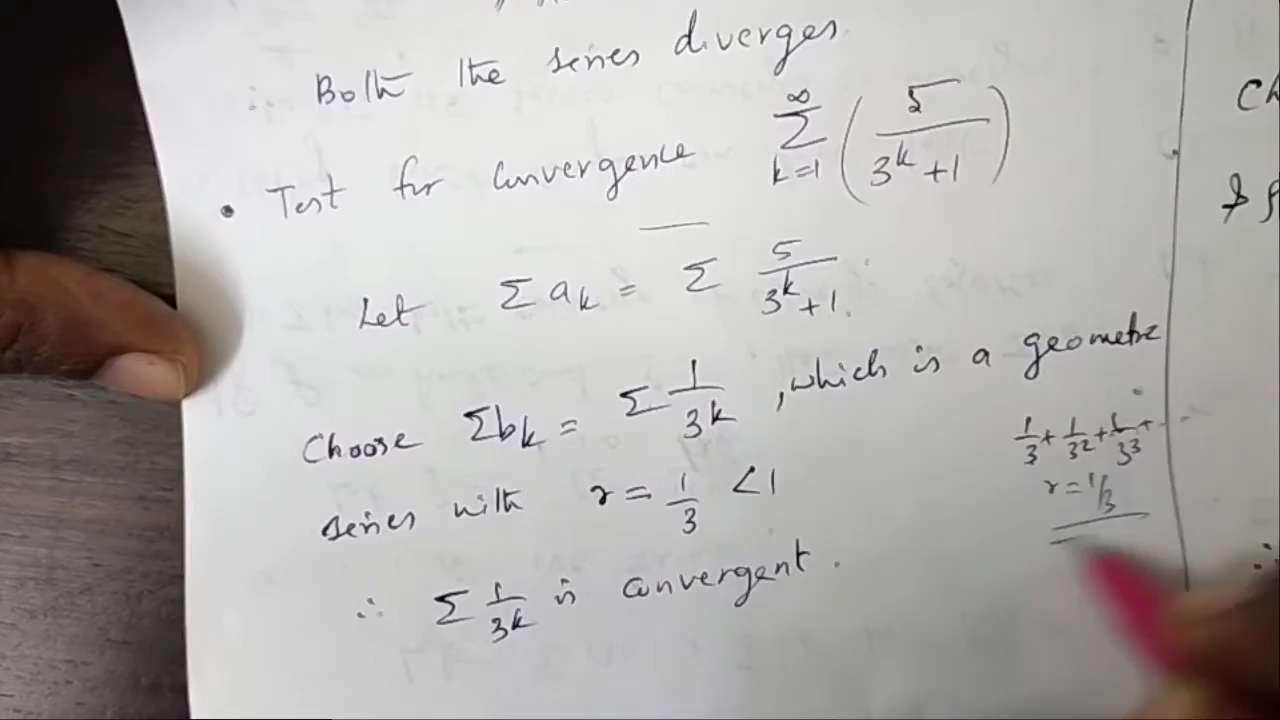 ∴ Both the series diverges.
• Test for convergence ∑_{k=1}^{∞} (5/(3^k+1))
Let Σ a_k = Σ 5/(3^k+1).
Choose Σb_k = Σ 1/3^k, which is a geometric
series with r = 1/3 < 1
1/3 + 1/3^2 + 1/3^3 + ...
r = 1/3
∴ Σ 1/3^k is convergent.